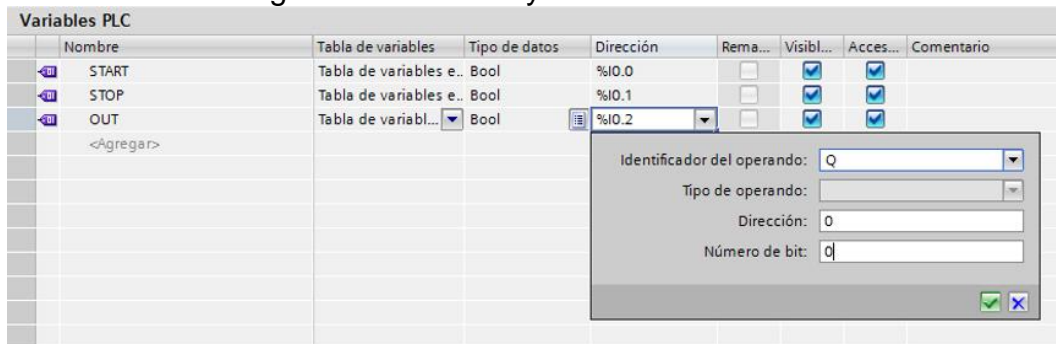 Variables PLC
Nombre Tabla de variables Tipo de datos Dirección Rema... Visibl... Acces... Comentario
START Tabla de variables e.. Bool %I0.0
STOP Tabla de variables e.. Bool %I0.1
OUT Tabla de variabl... Bool %I0.2
<Agregar>
Identificador del operando: Q
Tipo de operando:
Dirección: 0
Número de bit: 0